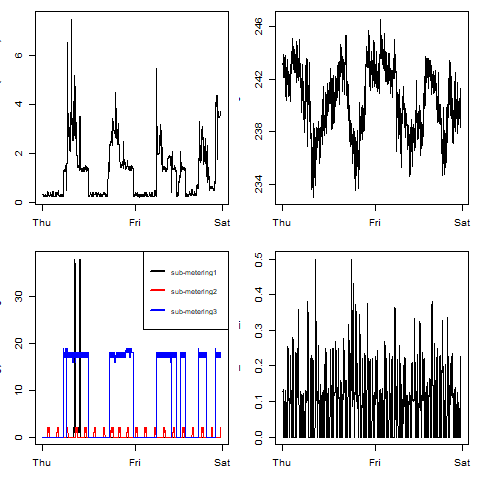 6
4
2
0
Thu Fri Sat
246
242
238
234
Thu Fri Sat
30
20
10
0
sub-metering1
sub-metering2
sub-metering3
Thu Fri Sat
0.5
0.4
0.3
0.2
0.1
0.0
Thu Fri Sat